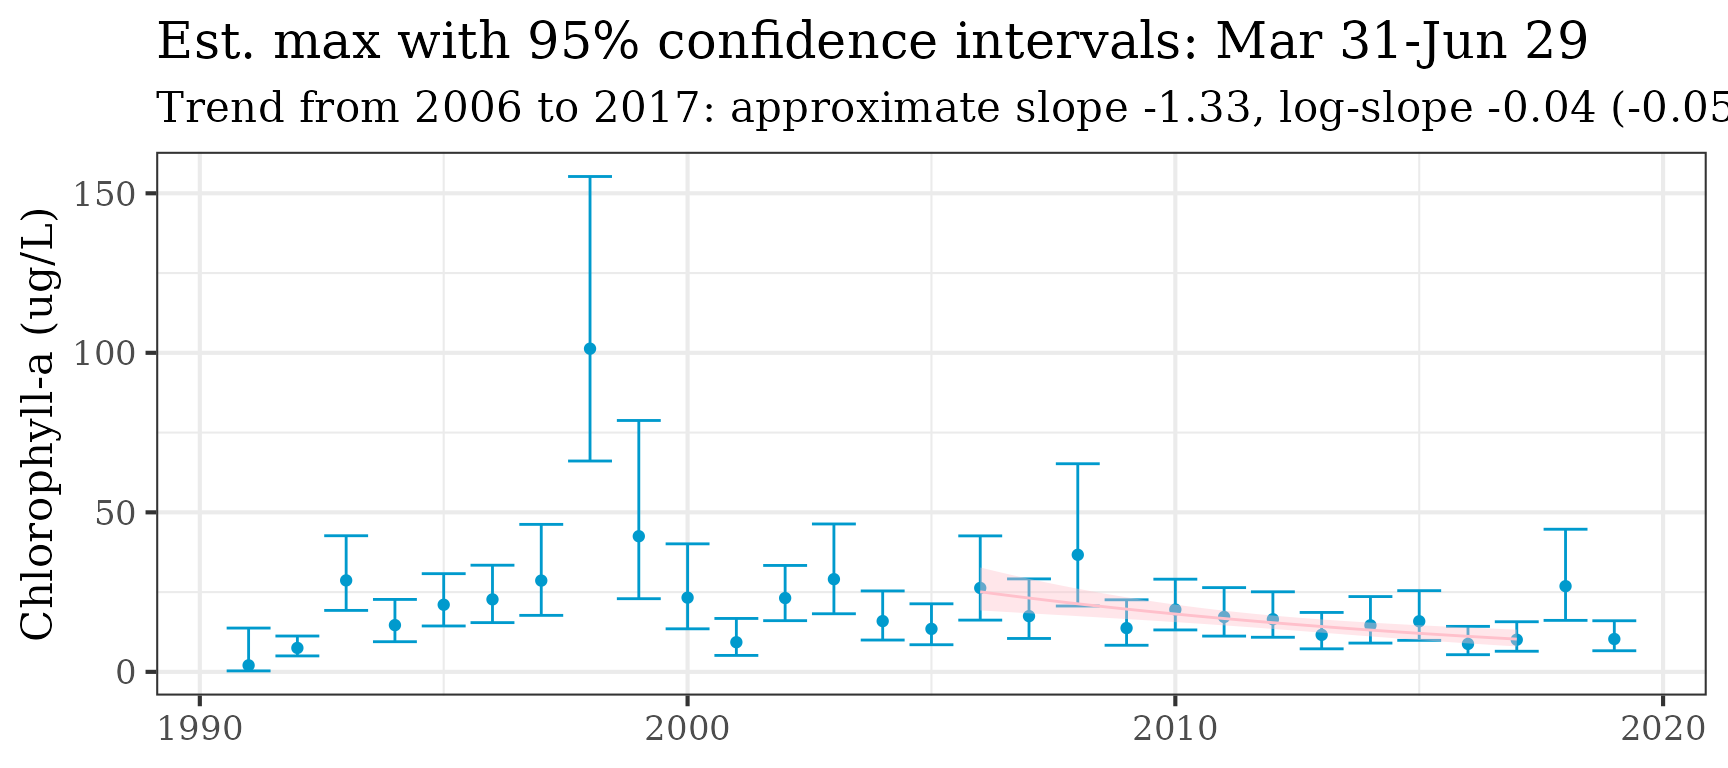 Est. max with 95% confidence intervals: Mar 31-Jun 29
Trend from 2006 to 2017: approximate slope -1.33, log-slope -0.04 (-0.05
Chlorophyll-a (ug/L)
150
100
50
0
1990 2000 2010 2020